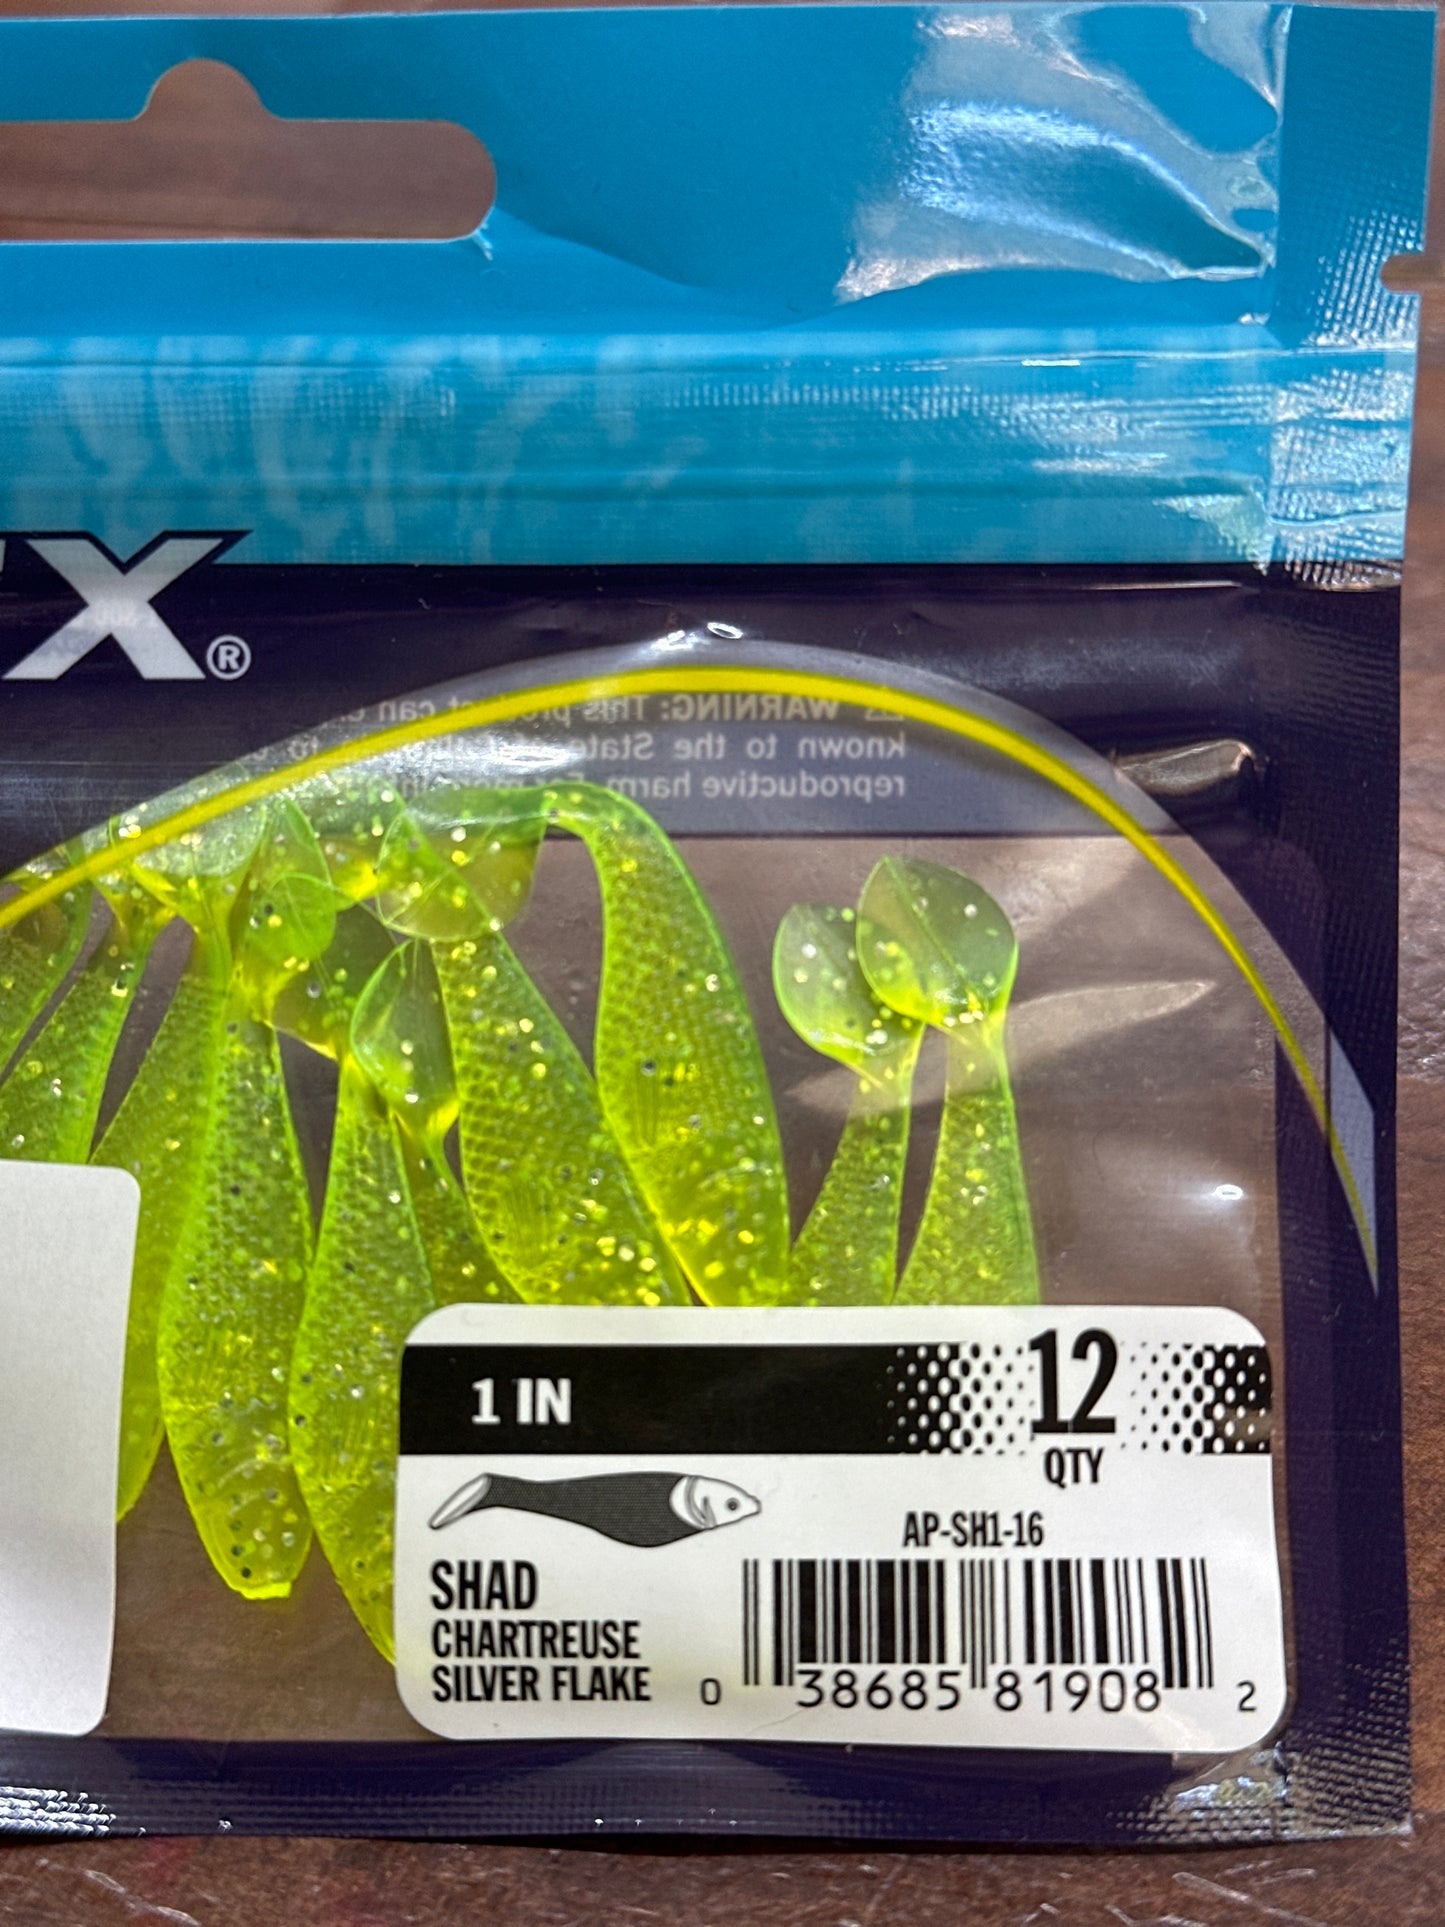 X®
⚠ WARNING: This product can
known to the State
reproductive harm.
1 IN
12
QTY
AP-SH1-16
SHAD
CHARTREUSE
SILVER FLAKE
0 38685 81908 2